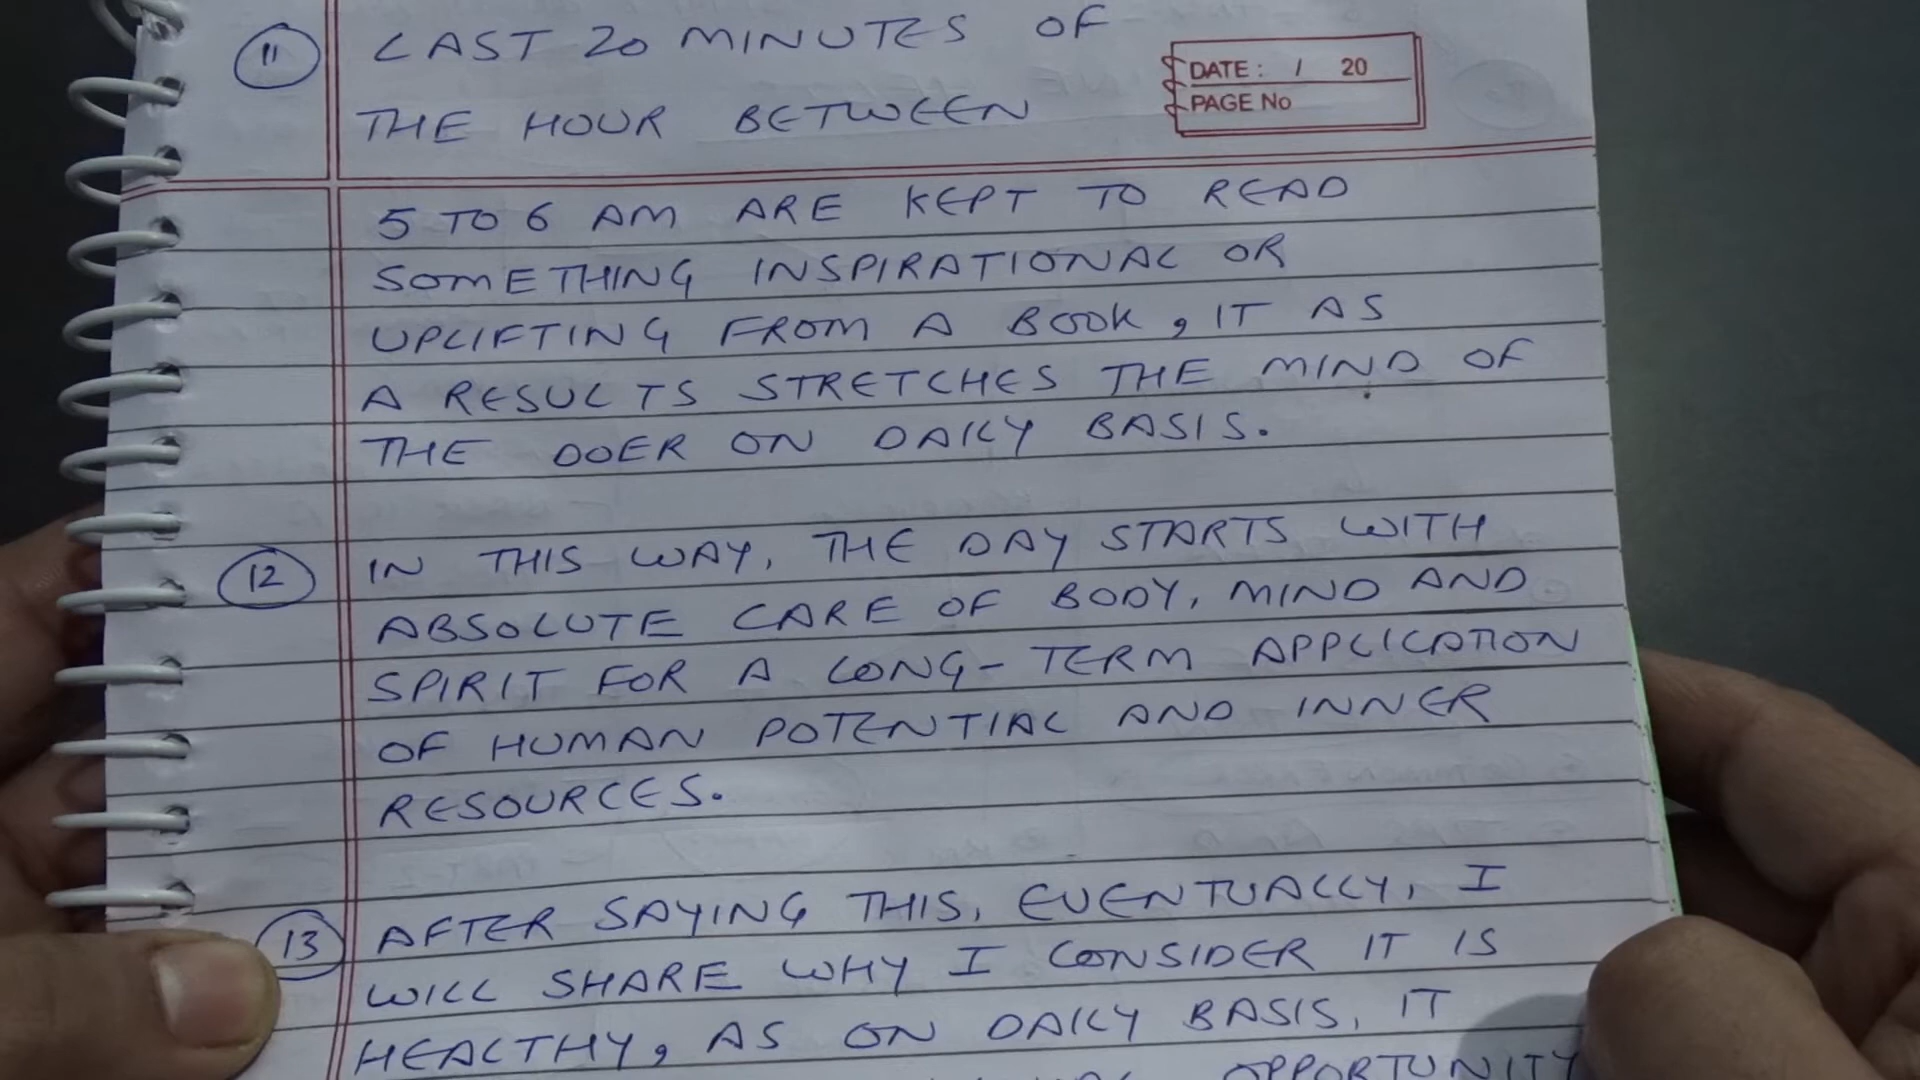 11 LAST 20 MINUTES OF
DATE: / 20
THE HOUR BETWEEN
PAGE No
5 TO 6 AM ARE KEPT TO READ
SOMETHING INSPIRATIONAL OR
UPLIFTING FROM A BOOK, IT AS
A RESULTS STRETCHES THE MIND OF
THE DOER ON DAILY BASIS.
12 IN THIS WAY, THE DAY STARTS WITH
ABSOLUTE CARE OF BODY, MIND AND
SPIRIT FOR A LONG-TERM APPLICATION
OF HUMAN POTENTIAL AND INNER
RESOURCES.
13 AFTER SAYING THIS, EVENTUALLY, I
WILL SHARE WHY I CONSIDER IT IS
HEALTHY, AS ON DAILY BASIS, IT
OPPORTUNITY